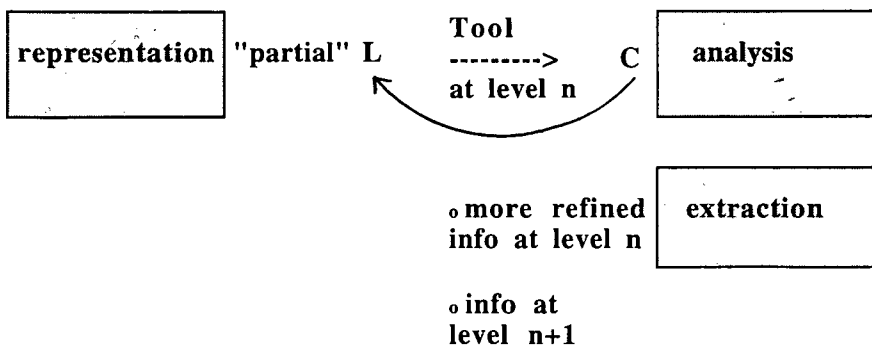 Tool
representation "partial" L --------> C analysis
at level n
o more refined extraction
info at level n
o info at
level n+1